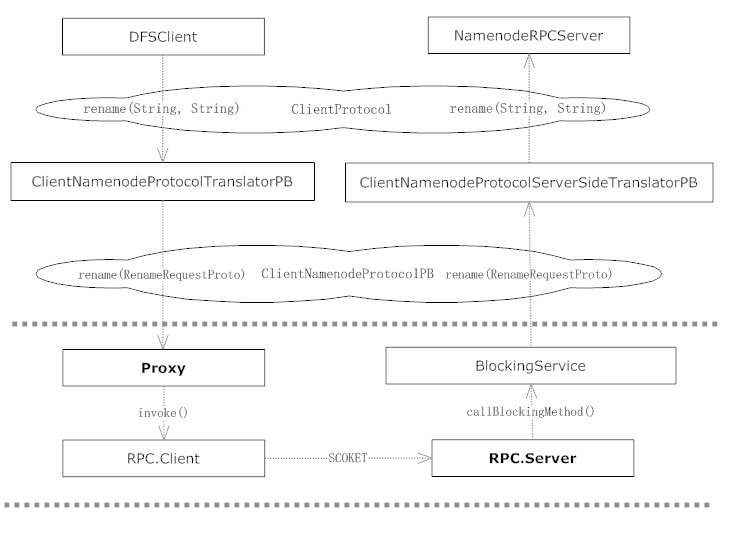 DFSClient
NamenodeRPCServer
rename(String, String)
ClientProtocol
rename(String, String)
ClientNamenodeProtocolTranslatorPB
ClientNamenodeProtocolServerSideTranslatorPB
rename(RenameRequestProto)
ClientNamenodeProtocolPB
rename(RenameRequestProto)
Proxy
BlockingService
invoke()
callBlockingMethod()
RPC.Client
SCOKET
RPC.Server